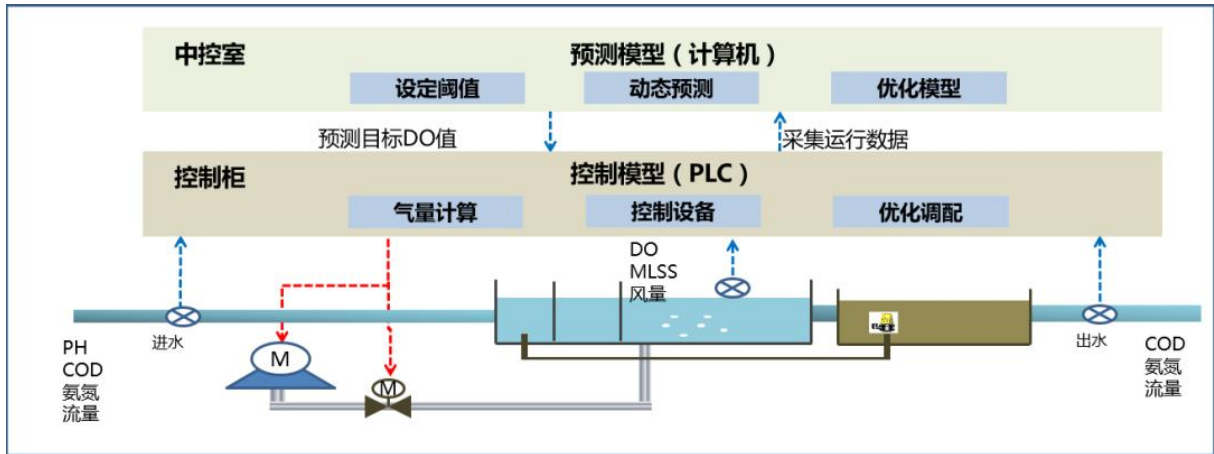 中控室
预测模型（计算机）
设定阈值
动态预测
优化模型
预测目标DO值
采集运行数据
控制柜
控制模型（PLC）
气量计算
控制设备
优化调配
DO
MLSS
风量
进水
PH
COD
氨氮
流量
M
M
出水
COD
氨氮
流量